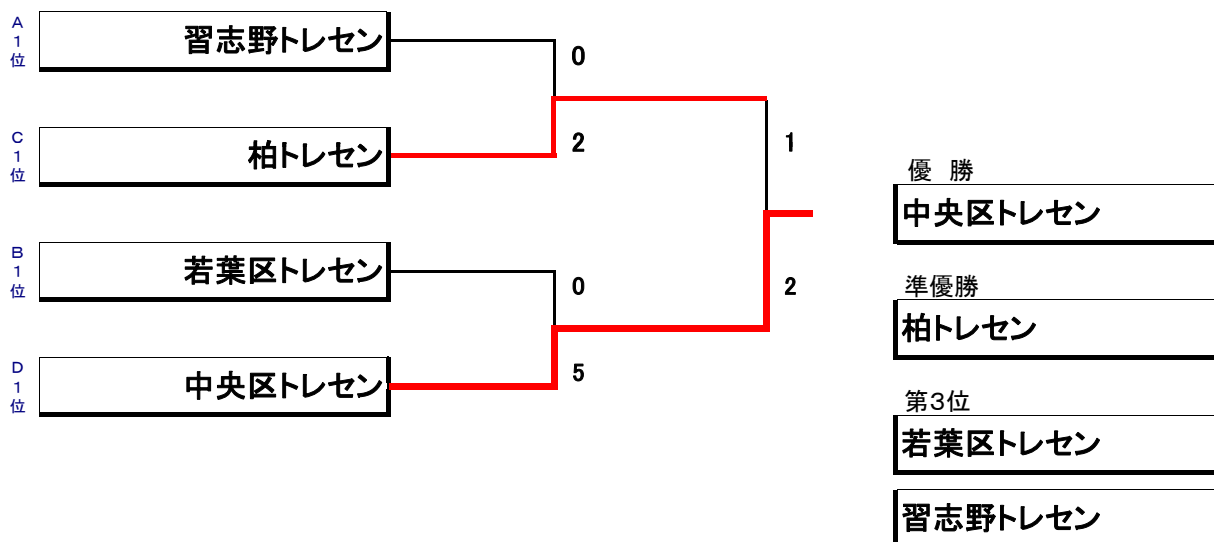 A
1
位
習志野トレセン
0
C
1
位
柏トレセン
2
1
B
1
位
若葉区トレセン
0
2
D
1
位
中央区トレセン
5
優 勝
中央区トレセン
準優勝
柏トレセン
第3位
若葉区トレセン
習志野トレセン